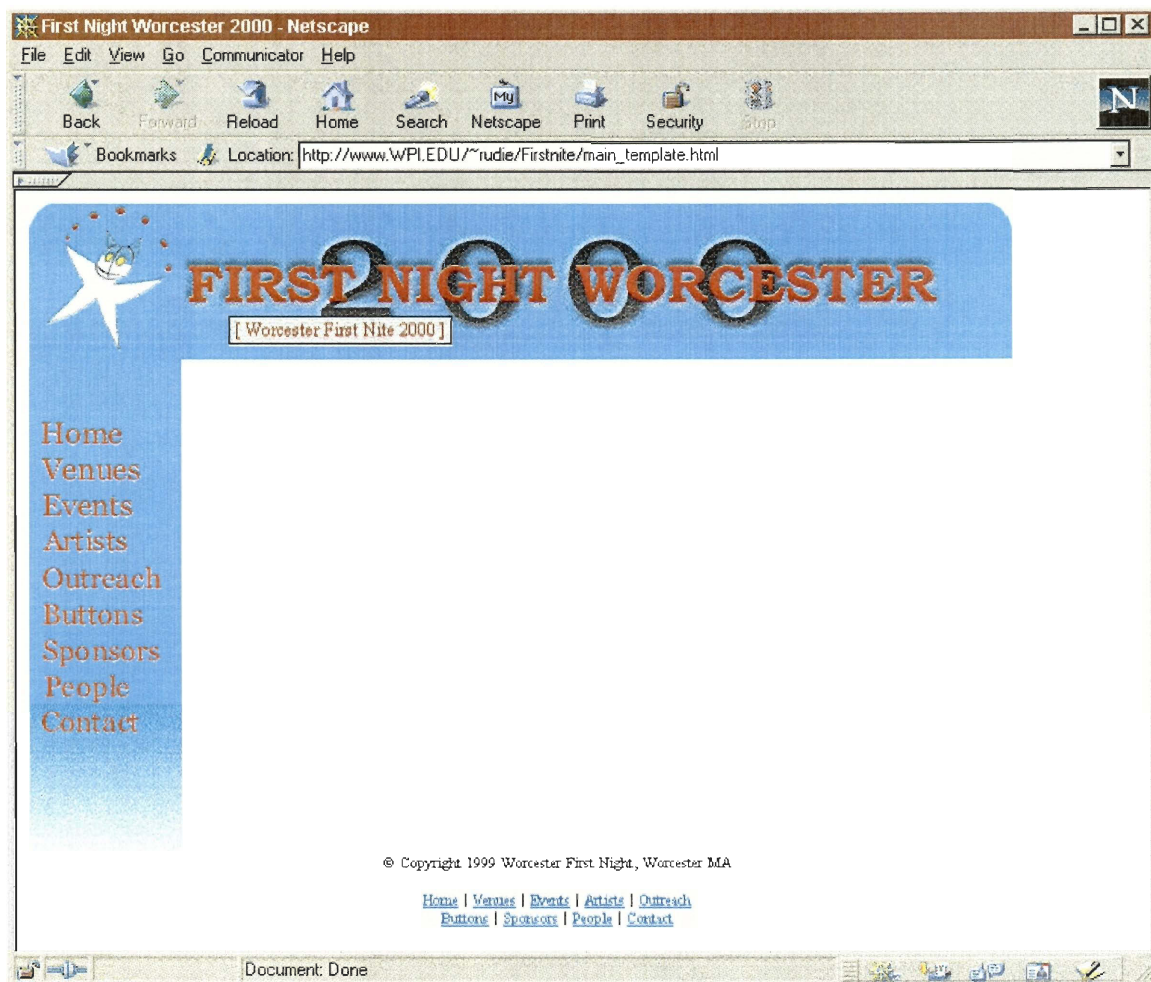 First Night Worcester 2000 - Netscape
File Edit View Go Communicator Help
Back Forward Reload Home Search My Netscape Print Security Stop
N
Bookmarks Location: http://www.WPI.EDU/~rudie/Firstnite/main_template.html
2000
FIRST NIGHT WORCESTER
[ Worcester First Nite 2000 ]
Home
Venues
Events
Artists
Outreach
Buttons
Sponsors
People
Contact
© Copyright 1999 Worcester First Night, Worcester MA
Home | Venues | Events | Artists | Outreach
Buttons | Sponsors | People | Contact
Document: Done